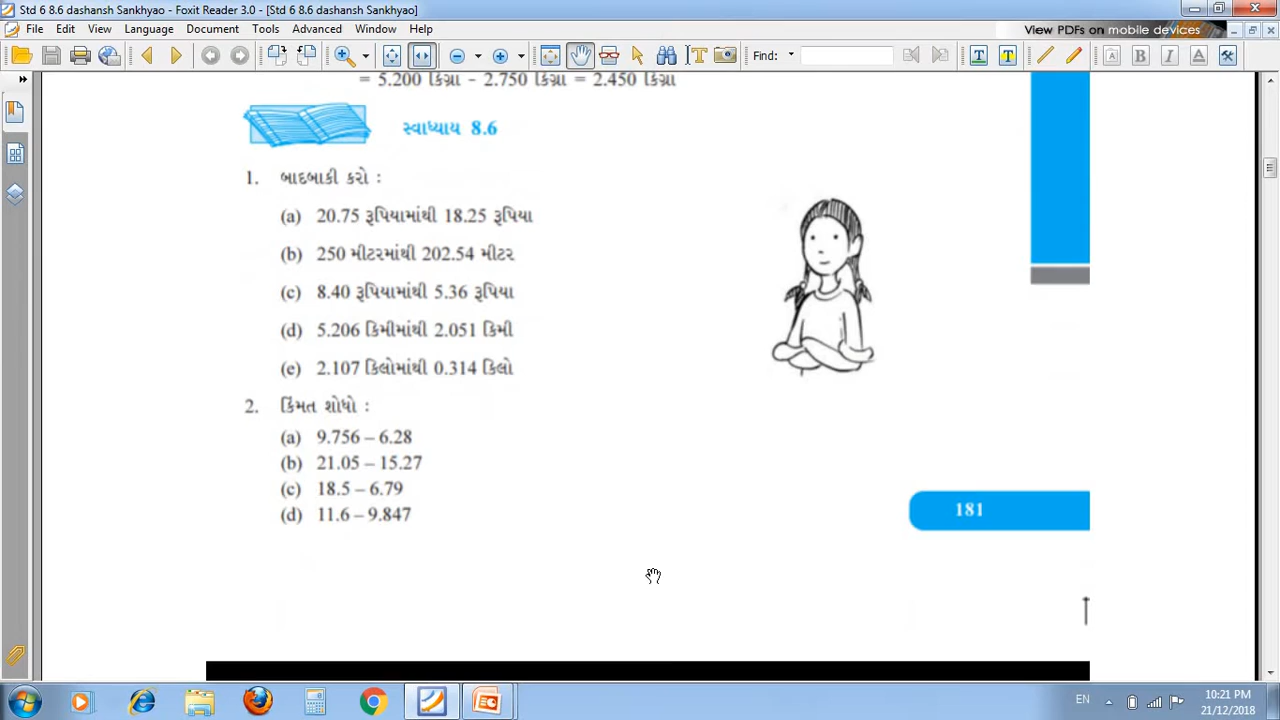 Std 6 8.6 dashansh Sankhyao - Foxit Reader 3.0 - [Std 6 8.6 dashansh Sankhyao]
File Edit View Language Document Tools Advanced Window Help
View PDFs on mobile devices
Find:
= 5.200 કિગ્રા – 2.750 કિગ્રા = 2.450 કિગ્રા
સ્વાધ્યાય 8.6
1. બાદબાકી કરો :
(a) 20.75 રૂપિયામાંથી 18.25 રૂપિયા
(b) 250 મીટરમાંથી 202.54 મીટર
(c) 8.40 રૂપિયામાંથી 5.36 રૂપિયા
(d) 5.206 કિમીમાંથી 2.051 કિમી
(e) 2.107 કિલોમાંથી 0.314 કિલો
2. કિંમત શોધો :
(a) 9.756 – 6.28
(b) 21.05 – 15.27
(c) 18.5 – 6.79
(d) 11.6 – 9.847
181
EN
10:21 PM
21/12/2018